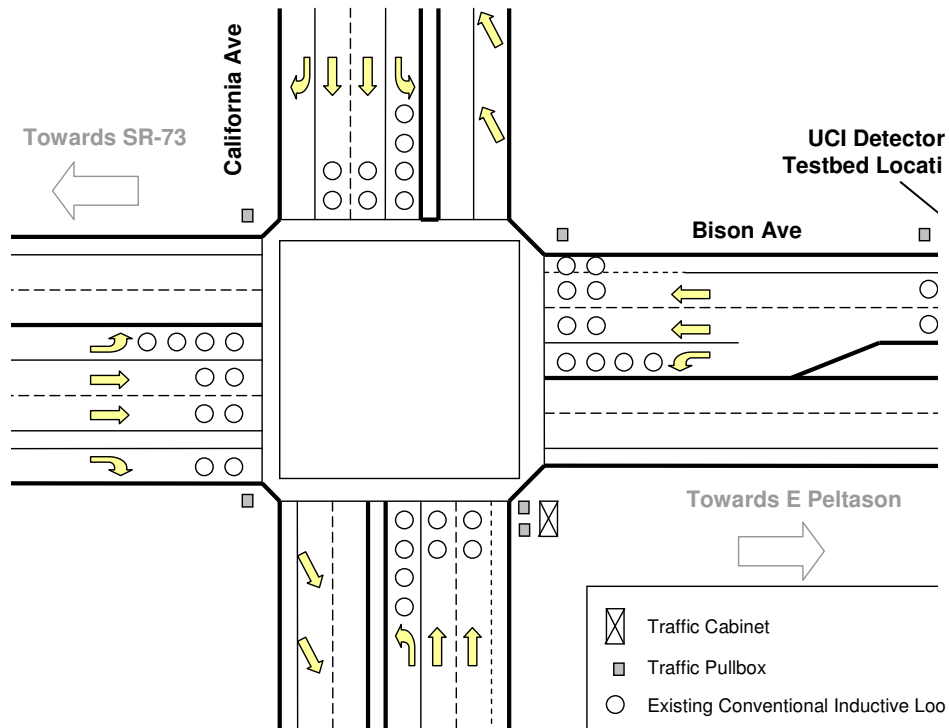 California Ave
Towards SR-73
UCI Detector
Testbed Locati
Bison Ave
Towards E Peltason
Traffic Cabinet
Traffic Pullbox
Existing Conventional Inductive Loo